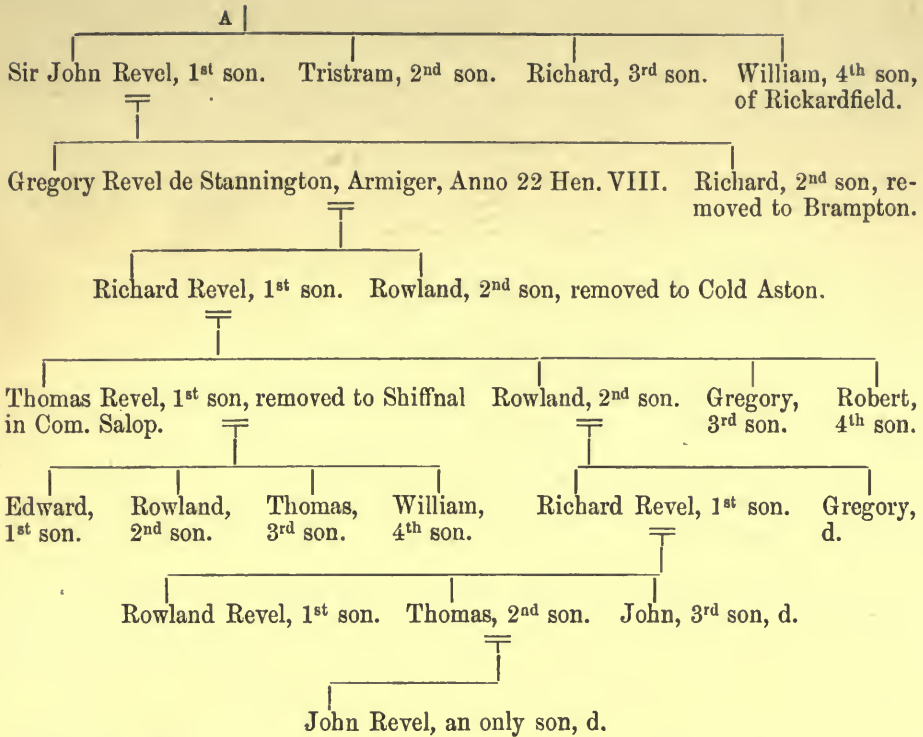 A
Sir John Revel, 1st son. Tristram, 2nd son. Richard, 3rd son. William, 4th son,
of Rickardfield.
Gregory Revel de Stannington, Armiger, Anno 22 Hen. VIII. Richard, 2nd son, re-
moved to Brampton.
Richard Revel, 1st son. Rowland, 2nd son, removed to Cold Aston.
Thomas Revel, 1st son, removed to Shiffnal Rowland, 2nd son. Gregory, Robert,
in Com. Salop. 3rd son. 4th son.
Edward, Rowland, Thomas, William, Richard Revel, 1st son. Gregory,
1st son. 2nd son. 3rd son. 4th son. d.
Rowland Revel, 1st son. Thomas, 2nd son. John, 3rd son, d.
John Revel, an only son, d.